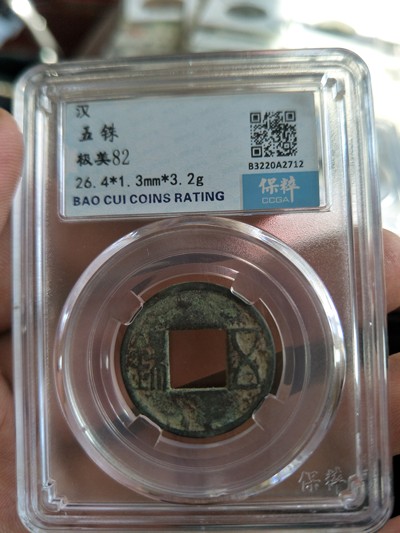 汉
五铢
极美82
26.4*1.3mm*3.2g
BAO CUI COINS RATING
B3220A2712
保粹
CCGA
五
铢
保粹